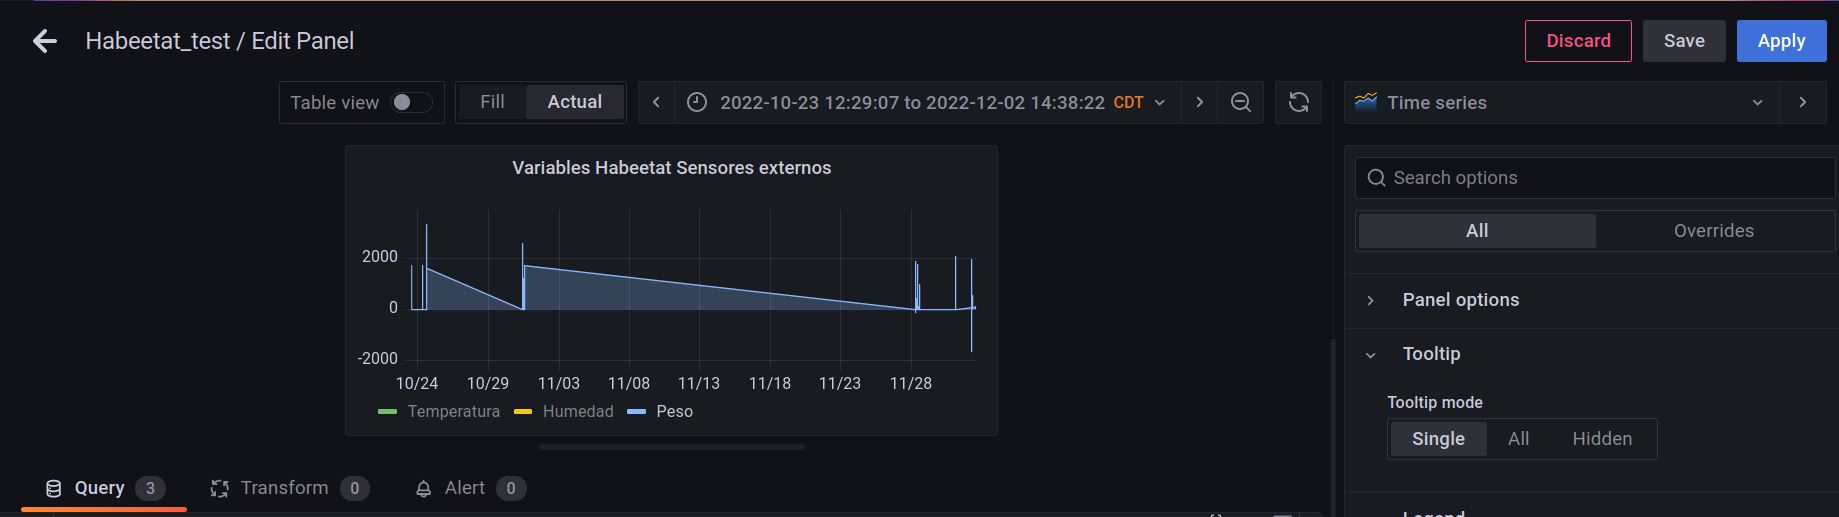 Habeetat_test / Edit Panel
Discard Save Apply
Table view Fill Actual 2022-10-23 12:29:07 to 2022-12-02 14:38:22 CDT Time series
Variables Habeetat Sensores externos
Search options
All Overrides
2000
0
-2000
10/24 10/29 11/03 11/08 11/13 11/18 11/23 11/28
Temperatura Humedad Peso
Panel options
Tooltip
Tooltip mode
Single All Hidden
Query 3 Transform 0 Alert 0
Legend